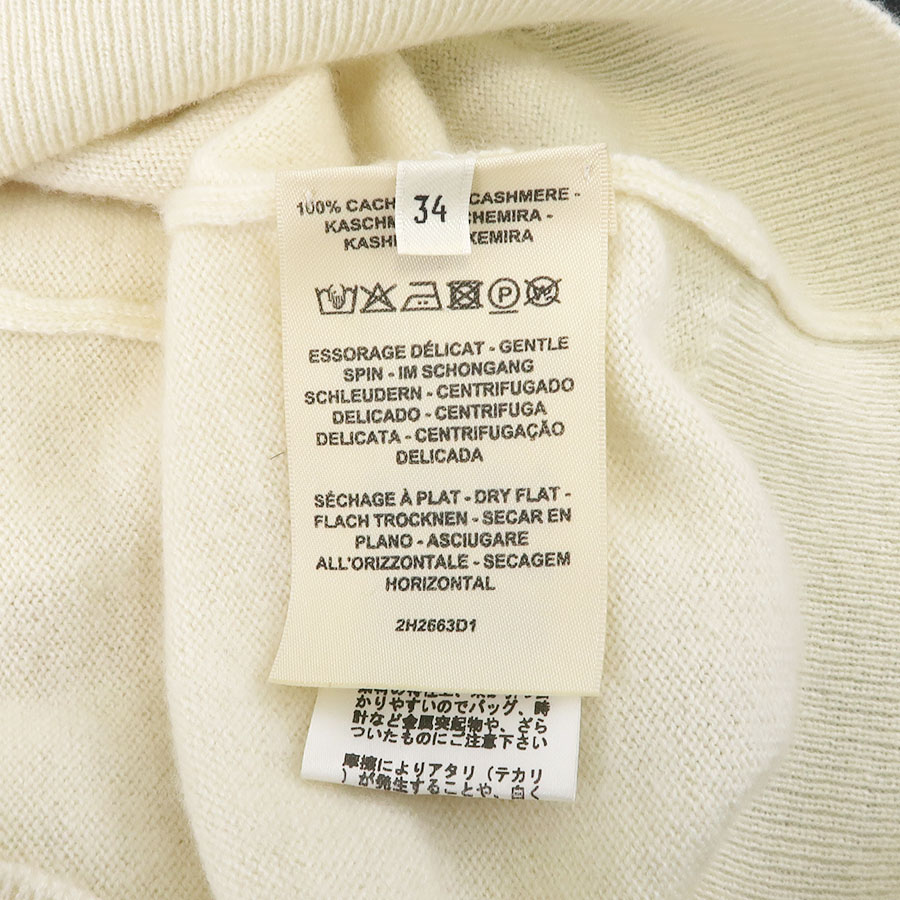 100% CACH CASHMERE -
34
KASCHM CHEMIRA -
KASH XEMIRA
P
W
ESSORAGE DÉLICAT - GENTLE
SPIN - IM SCHONGANG
SCHLEUDERN - CENTRIFUGADO
DELICADO - CENTRIFUGA
DELICATA - CENTRIFUGAÇÃO
DELICADA
SÉCHAGE À PLAT - DRY FLAT -
FLACH TROCKNEN - SECAR EN
PLANO - ASCIUGARE
ALL'ORIZZONTALE - SECAGEM
HORIZONTAL
2H2663D1
かりやすいのでバッグ、時
計など金属突起物や、ざら
ついたものにご注意下さい
摩擦によりアタリ（テカリ
）が発生することや、白く